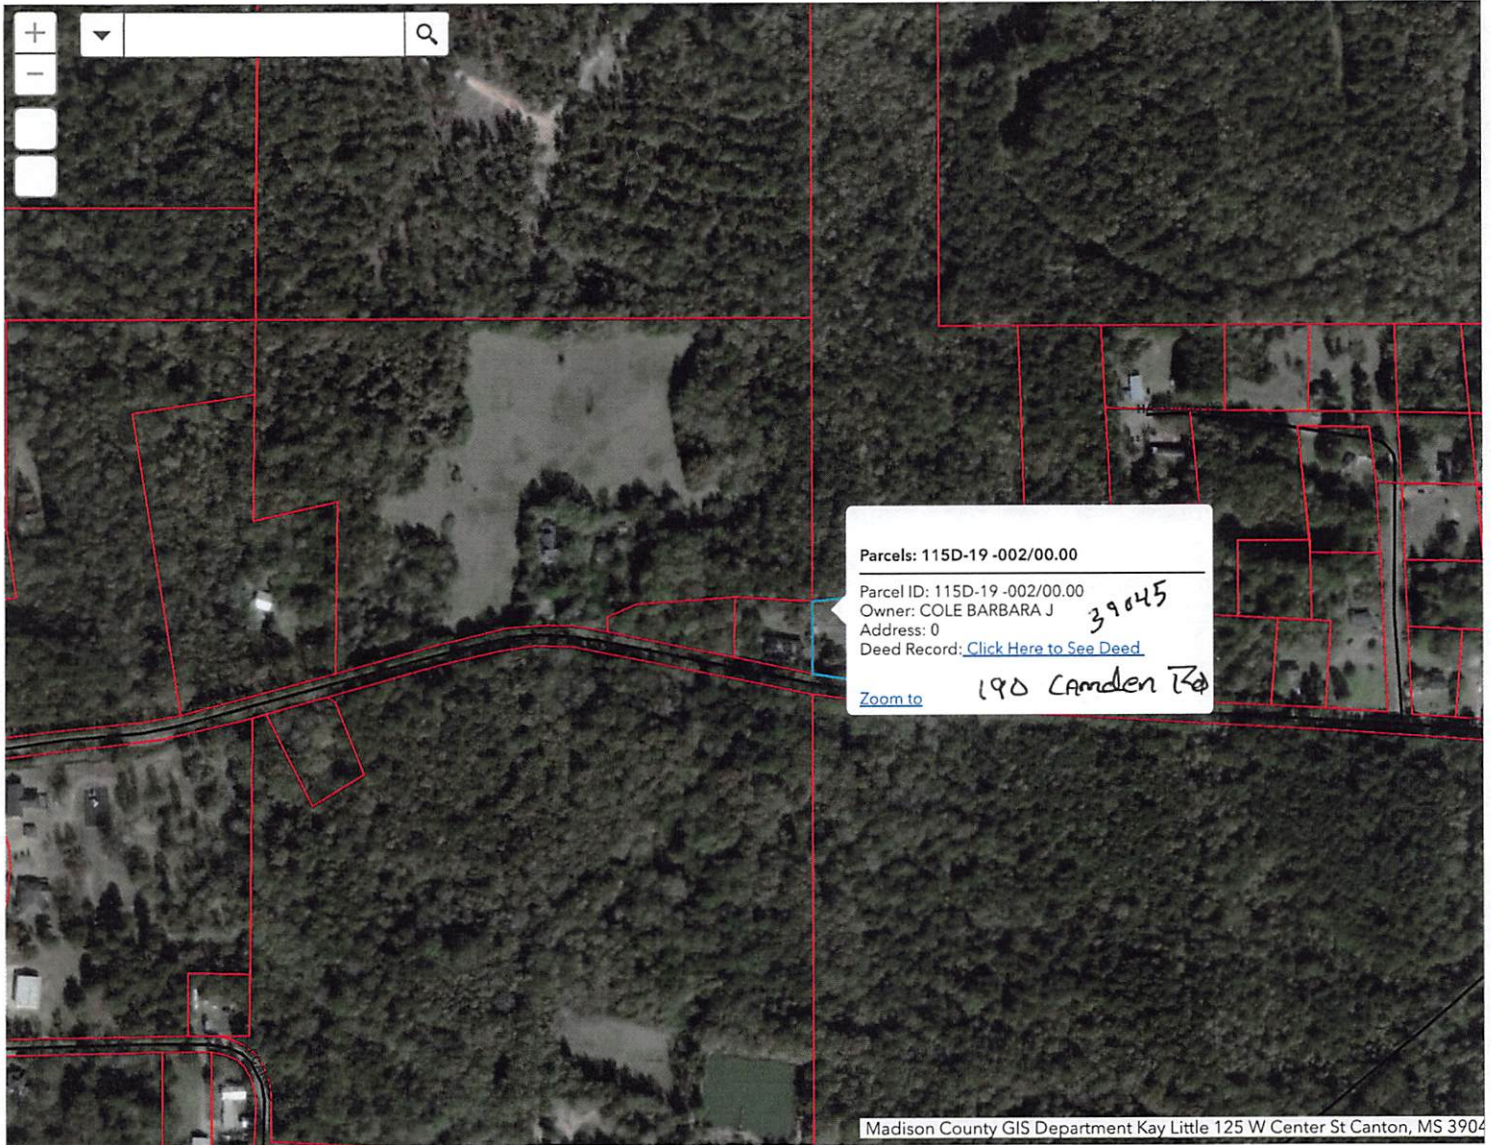 Parcels: 115D-19 -002/00.00
Parcel ID: 115D-19 -002/00.00
Owner: COLE BARBARA J
39045
Address: 0
Deed Record: Click Here to See Deed
190 Camden Rd
Zoom to
Madison County GIS Department Kay Little 125 W Center St Canton, MS 3904